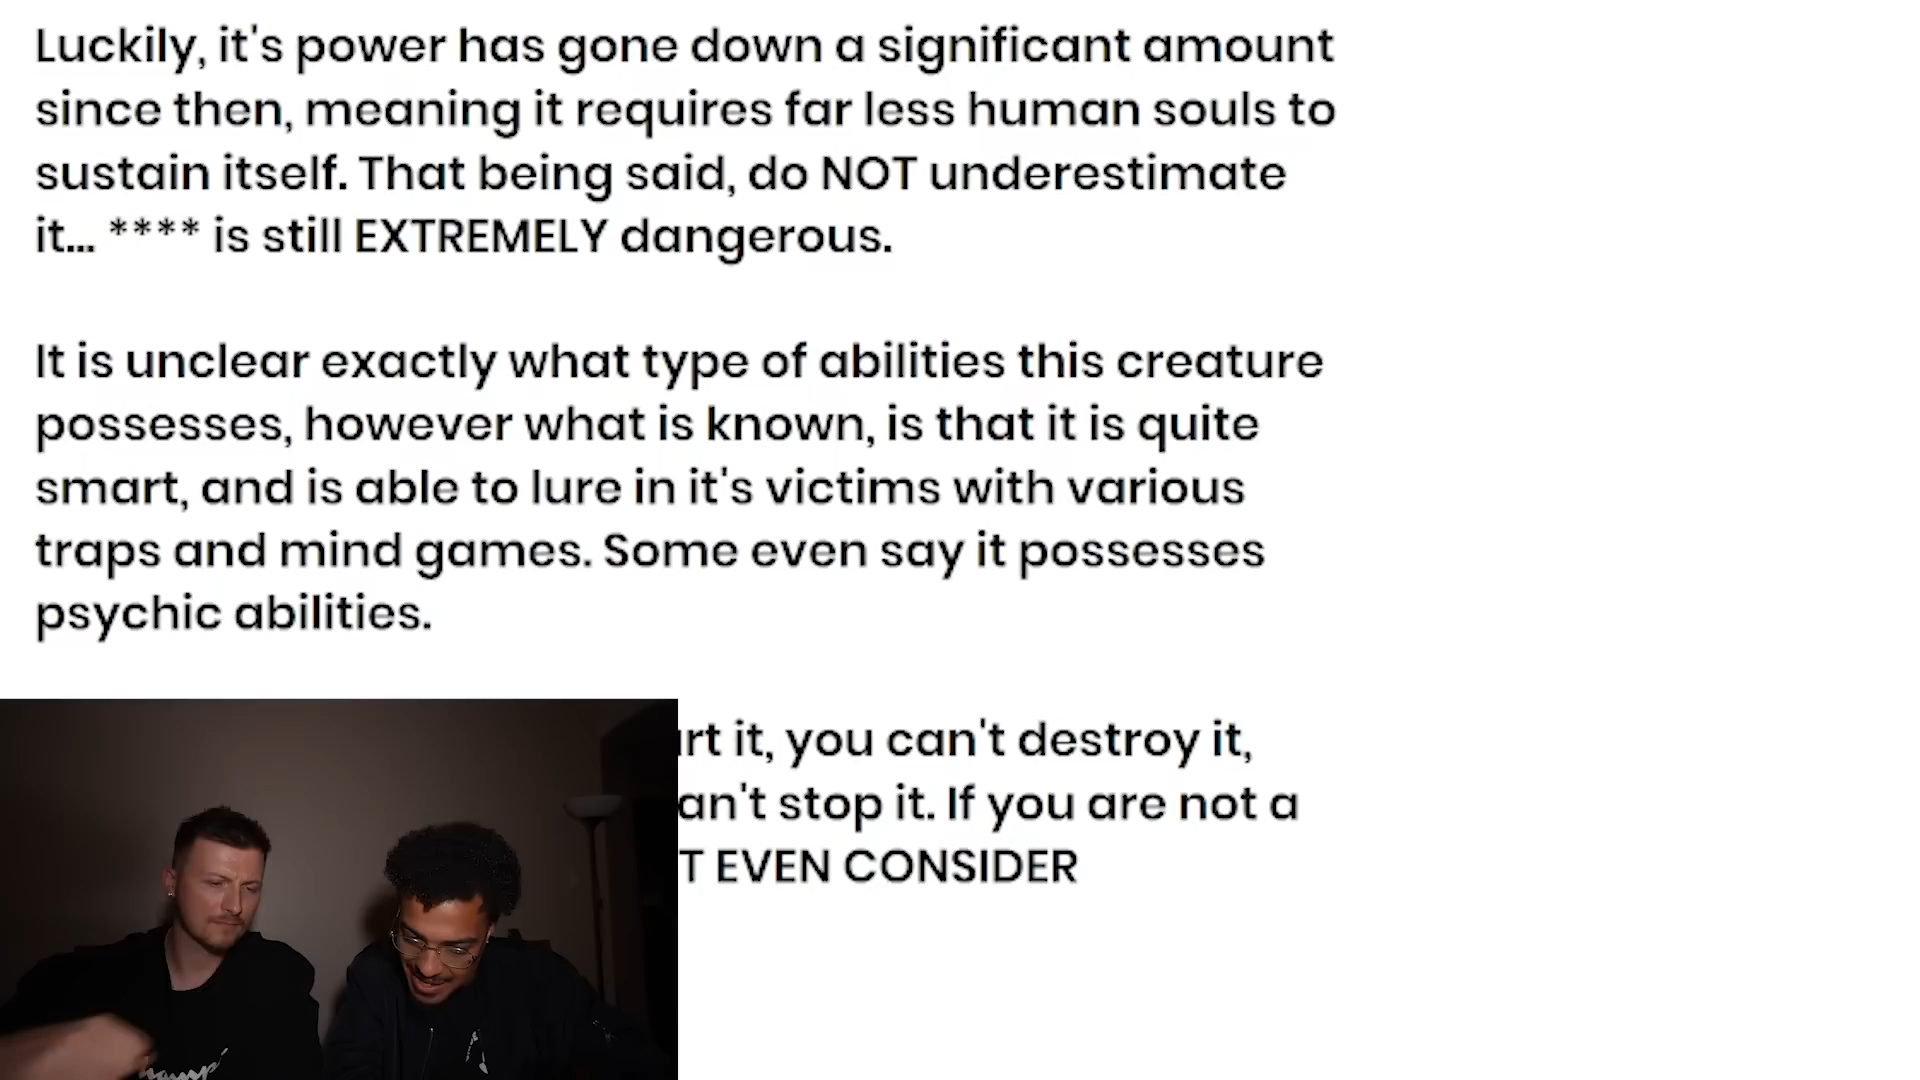 Luckily, it's power has gone down a significant amount
since then, meaning it requires far less human souls to
sustain itself. That being said, do NOT underestimate
it... **** is still EXTREMELY dangerous.
It is unclear exactly what type of abilities this creature
possesses, however what is known, is that it is quite
smart, and is able to lure in it's victims with various
traps and mind games. Some even say it possesses
psychic abilities.
it, you can't destroy it,
stop it. If you are not a
EVEN CONSIDER